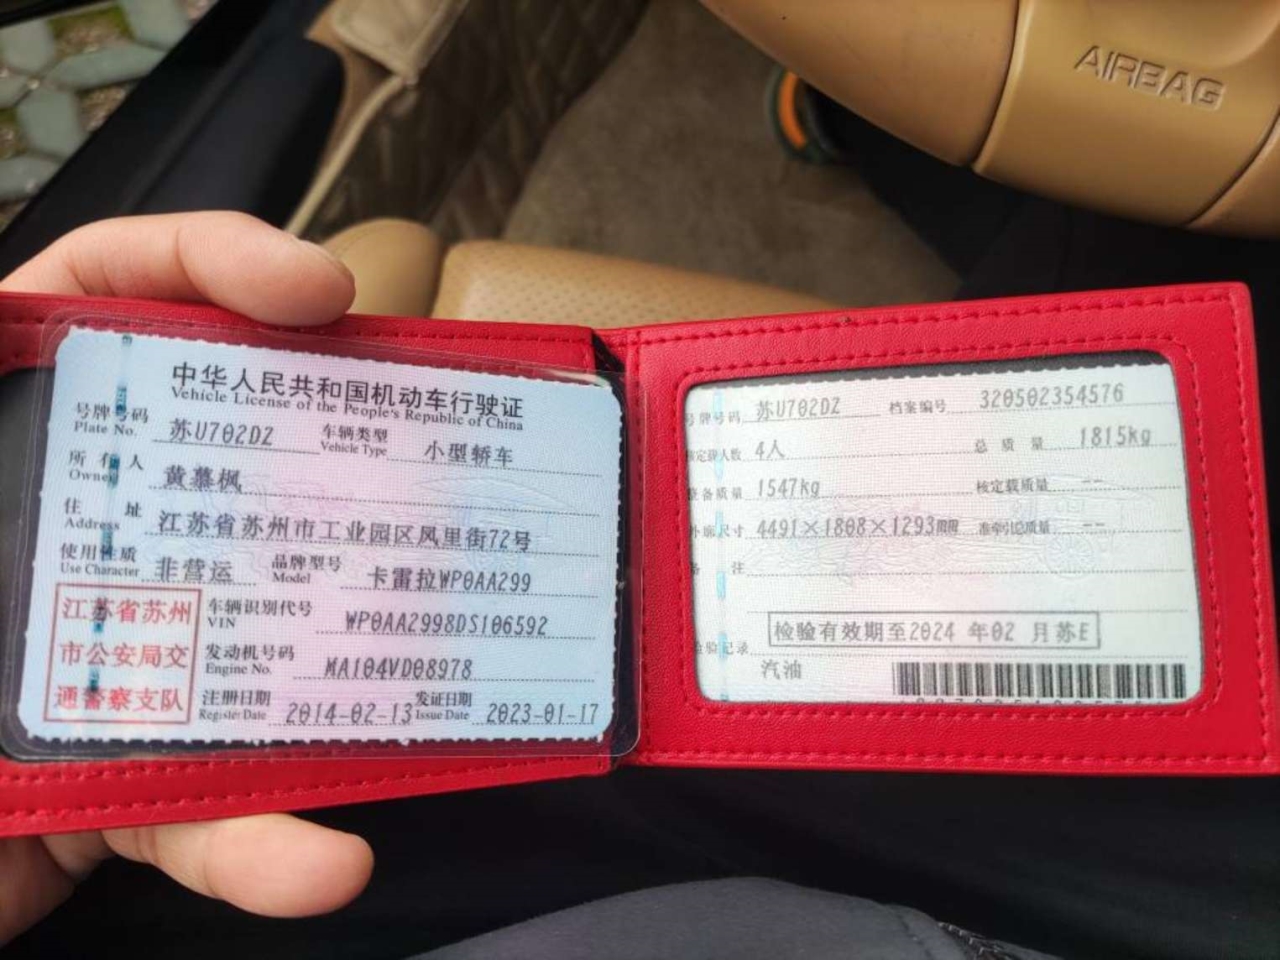 AIRBAG
中华人民共和国机动车行驶证
Vehicle License of the People's Republic of China
号牌号码 苏U702DZ 车辆类型 小型轿车
Plate No. Vehicle Type
所有人 黄慕枫
Owner
住址 江苏省苏州市工业园区凤里街72号
Address
使用性质 非营运 品牌型号 卡雷拉WP0AA299
Use Character Model
江苏省苏州
市公安局交
通警察支队
车辆识别代号 WP0AA2998DS106592
VIN
发动机号码 MA104VD08978
Engine No.
注册日期 2014-02-13 发证日期 2023-01-17
Register Date Issue Date
号牌号码 苏U702DZ 档案编号 320502354576
核定载人数 4人 总质量 1815kg
整备质量 1547kg 核定载质量 --
外廓尺寸 4491×1808×1293mm 准牵引总质量 --
备注
检验有效期至2024 年02 月苏E
检验记录
汽油